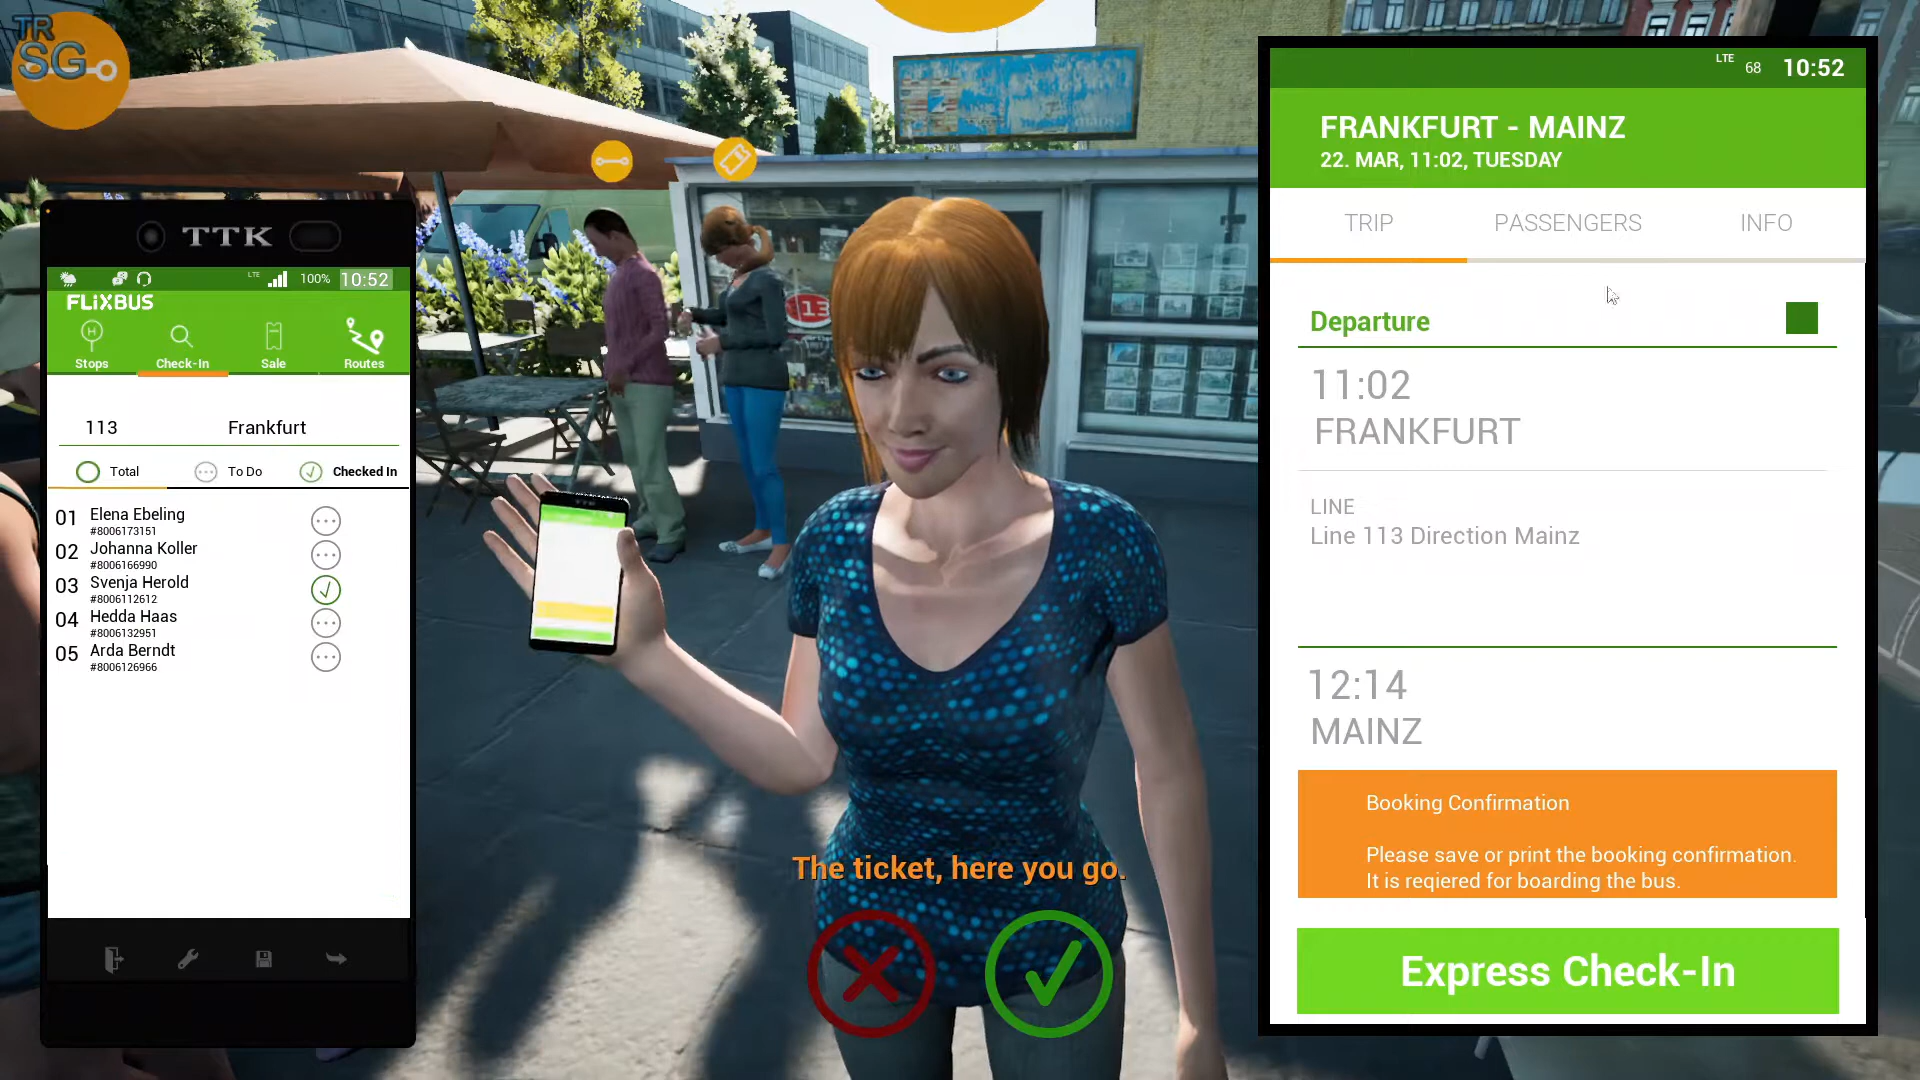 TR
SG
TTK
LTE
100%
10:52
FLiXBUS
Stops
Check-In
Sale
Routes
113
Frankfurt
Total
To Do
Checked In
01
Elena Ebeling
#8006173151
02
Johanna Koller
#8006166990
03
Svenja Herold
#8006112612
04
Hedda Haas
#8006132951
05
Arda Berndt
#8006126966
13
The ticket, here you go.
LTE
68
10:52
FRANKFURT - MAINZ
22. MAR, 11:02, TUESDAY
TRIP
PASSENGERS
INFO
Departure
11:02
FRANKFURT
LINE
Line 113 Direction Mainz
12:14
MAINZ
Booking Confirmation
Please save or print the booking confirmation.
It is reqiered for boarding the bus.
Express Check-In